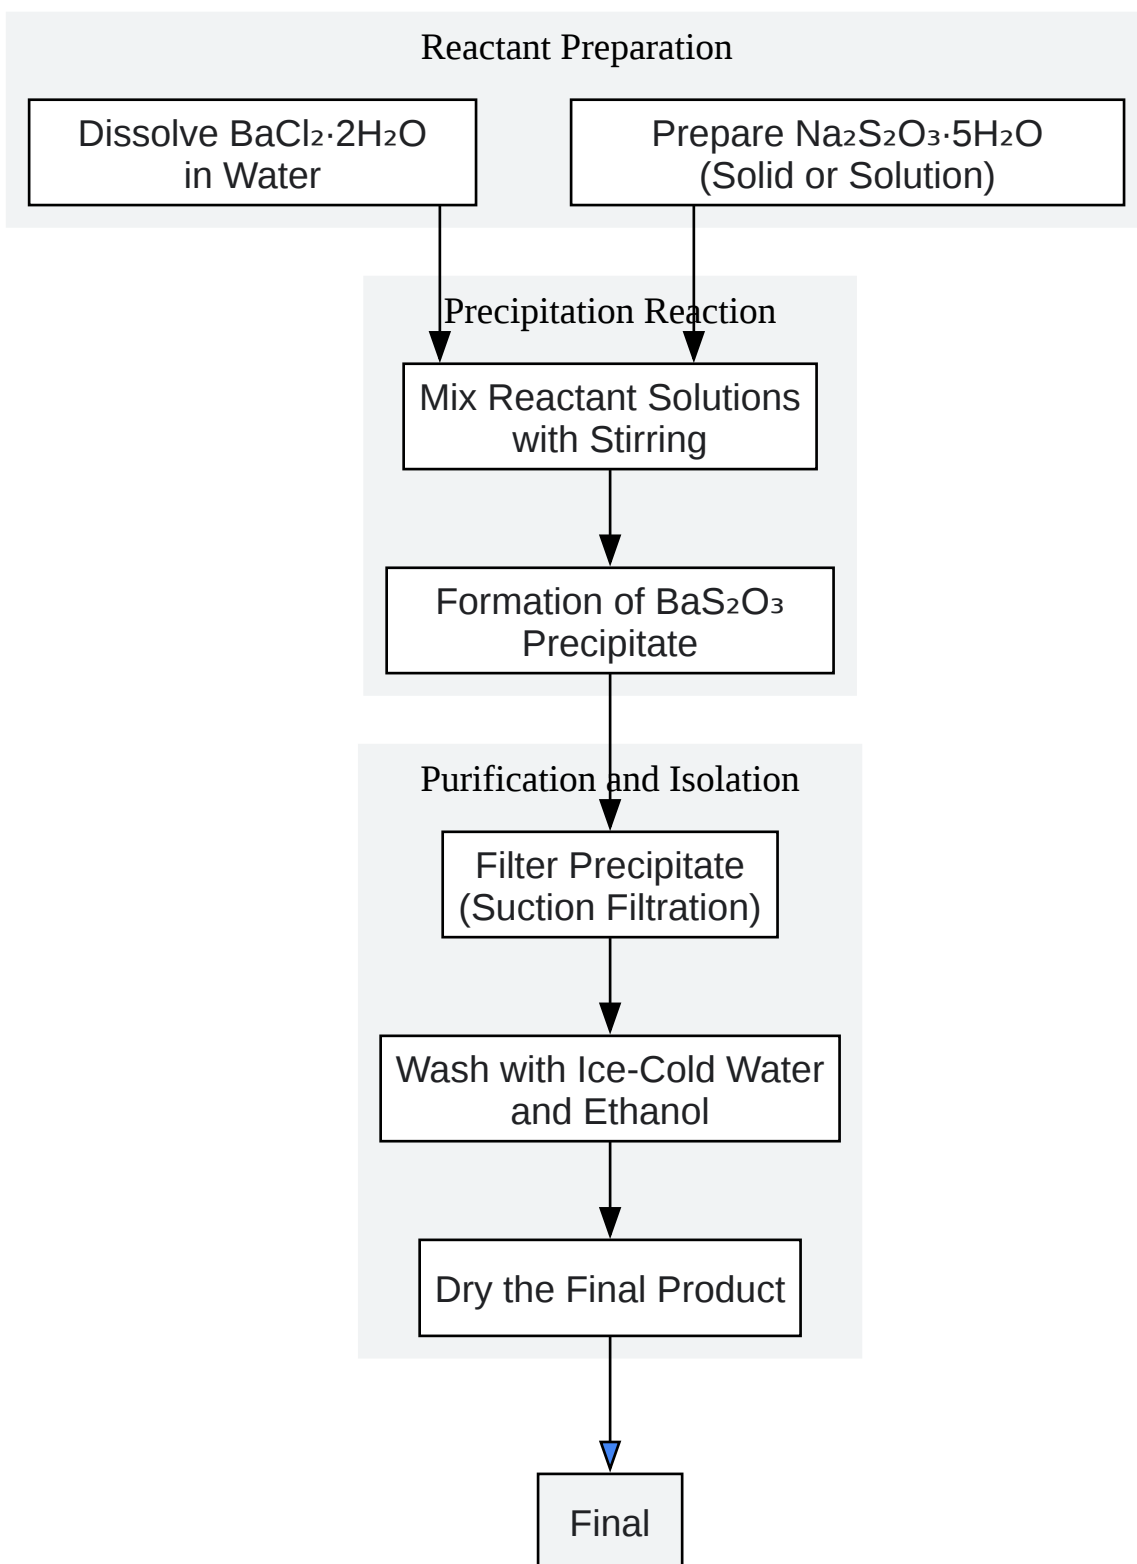 Reactant Preparation
Dissolve BaCl₂·2H₂O
in Water
Prepare Na₂S₂O₃·5H₂O
(Solid or Solution)
Precipitation Reaction
Mix Reactant Solutions
with Stirring
Formation of BaS₂O₃
Precipitate
Purification and Isolation
Filter Precipitate
(Suction Filtration)
Wash with Ice-Cold Water
and Ethanol
Dry the Final Product
Final